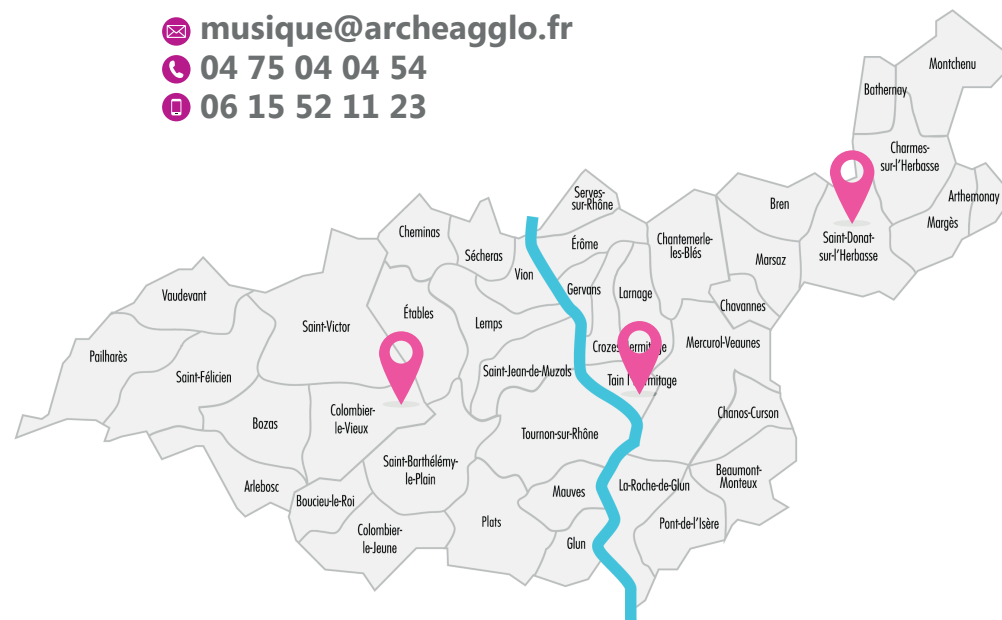 musique@archeagglo.fr
04 75 04 04 54
06 15 52 11 23
Montchenu
Bathernay
Charmes-
sur-l'Herbasse
Arthemonay
Margès
Bren
Saint-Donat-
sur-l'Herbasse
Marsaz
Chavannes
Serves-
sur-Rhône
Érôme
Chantemerle-
les-Blés
Cheminas
Sécheras
Vion
Gervans
Larnage
Vaudevant
Saint-Victor
Étables
Lemps
Crozes-Hermitage
Mercurol-Veaunes
Pailharès
Saint-Félicien
Saint-Jean-de-Muzols
Tain l'Hermitage
Bozas
Colombier-
le-Vieux
Tournon-sur-Rhône
Chanos-Curson
Saint-Barthélémy-
le-Plain
Beaumont-
Monteux
Arlebosc
Boucieu-le-Roi
Mauves
La-Roche-de-Glun
Colombier-
le-Jeune
Plats
Glun
Pont-de-l'Isère